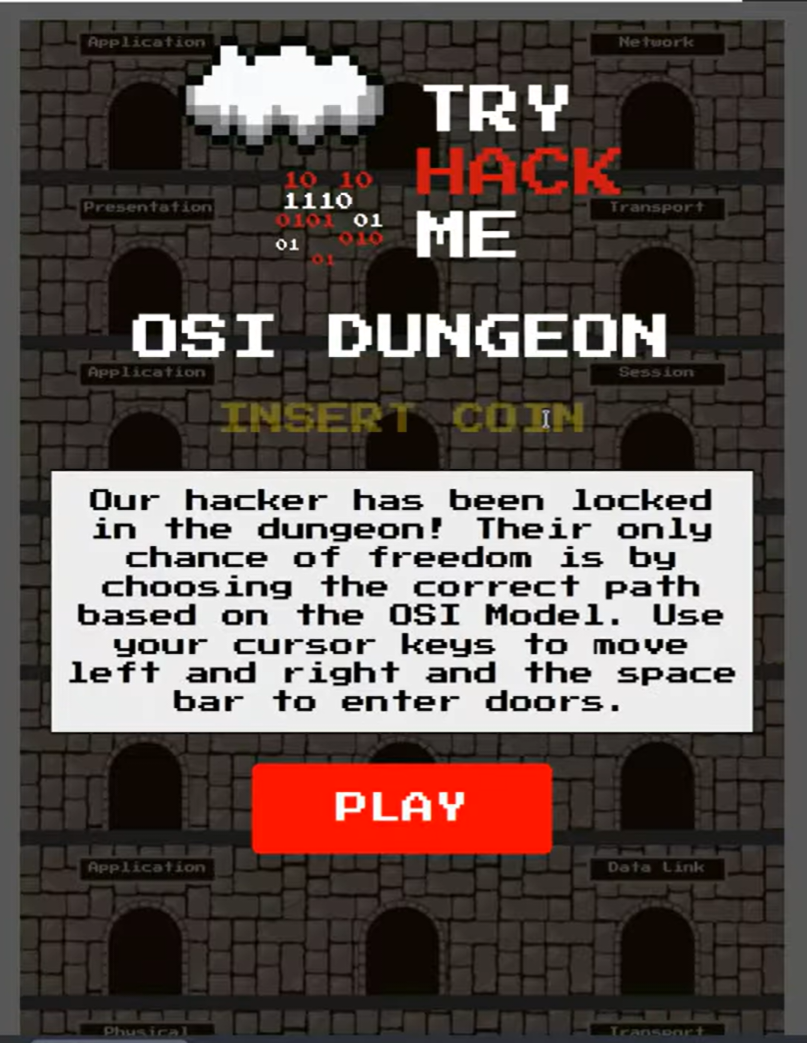 Application
Network
TRY
HACK
ME
10 10
1110
0101 01
01 010
01
Presentation
Transport
OSI DUNGEON
Application
Session
INSERT COIN
Our hacker has been locked
in the dungeon! Their only
chance of freedom is by
choosing the correct path
based on the OSI Model. Use
your cursor keys to move
left and right and the space
bar to enter doors.
PLAY
Application
Data Link
Physical
Transport